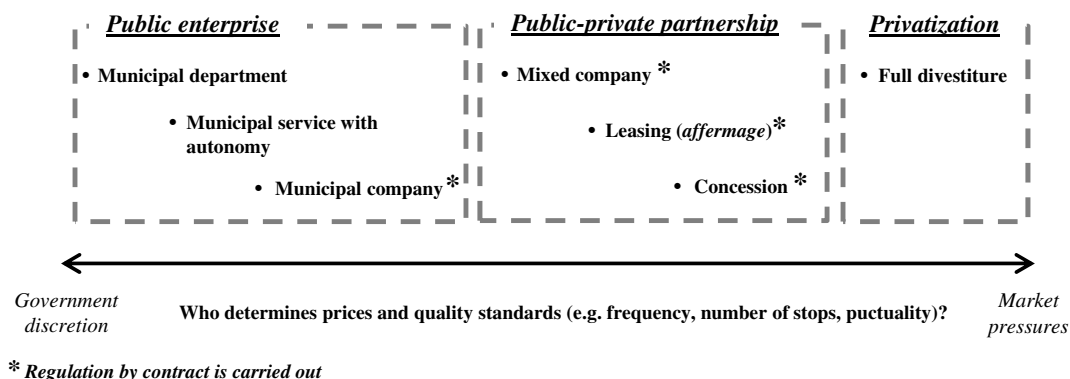 Public enterprise
Public-private partnership
Privatization
• Municipal department
• Municipal service with
autonomy
• Municipal company *
• Mixed company *
• Leasing (affermage)*
• Concession *
• Full divestiture
Government
discretion
Who determines prices and quality standards (e.g. frequency, number of stops, puctuality)?
Market
pressures
* Regulation by contract is carried out